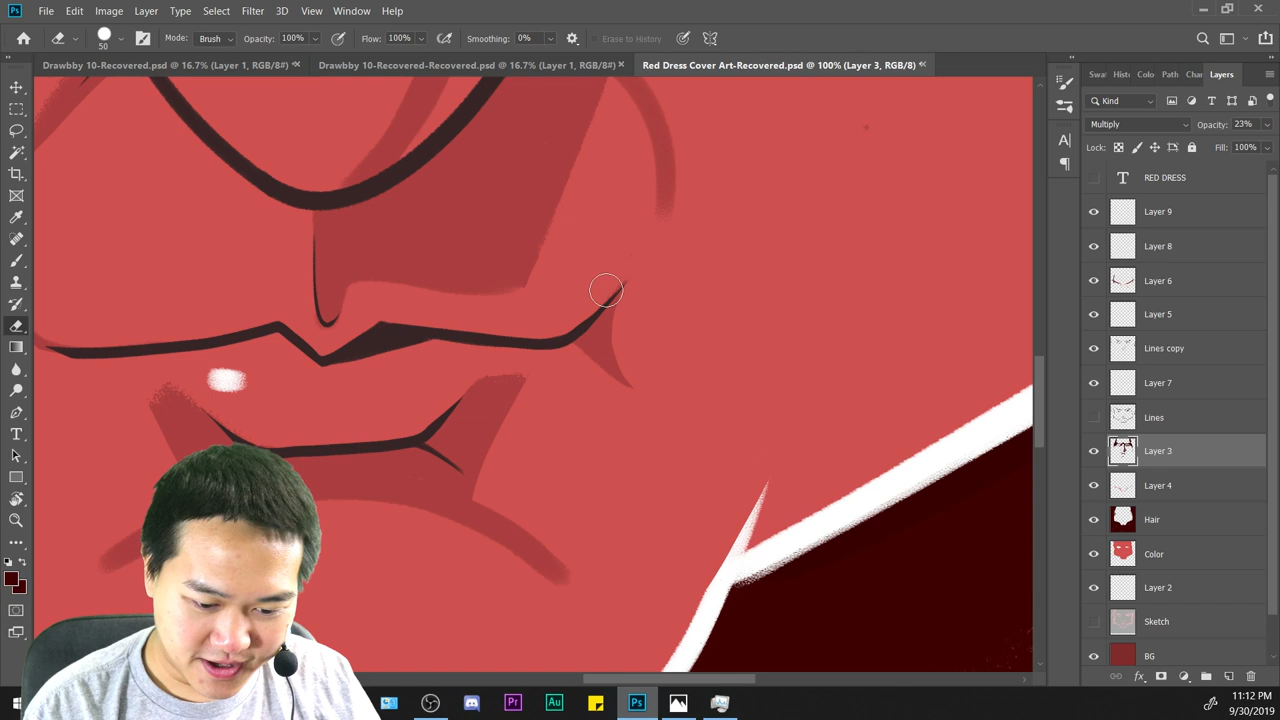 Ps File Edit Image Layer Type Select Filter 3D View Window Help
50 Mode: Brush Opacity: 100% Flow: 100% Smoothing: 0% Erase to History
Drawbby 10-Recovered.psd @ 16.7% (Layer 1, RGB/8#) Drawbby 10-Recovered-Recovered.psd @ 16.7% (Layer 1, RGB/8#) Red Dress Cover Art-Recovered.psd @ 100% (Layer 3, RGB/8)
Swa Histo Colo Path Char Layers
Kind
Multiply Opacity: 23%
Lock: Fill: 100%
RED DRESS
Layer 9
Layer 8
Layer 6
Layer 5
Lines copy
Layer 7
Lines
Layer 3
Layer 4
Hair
Color
Layer 2
Sketch
BG
Pr Au Ps
11:12 PM
9/30/2019